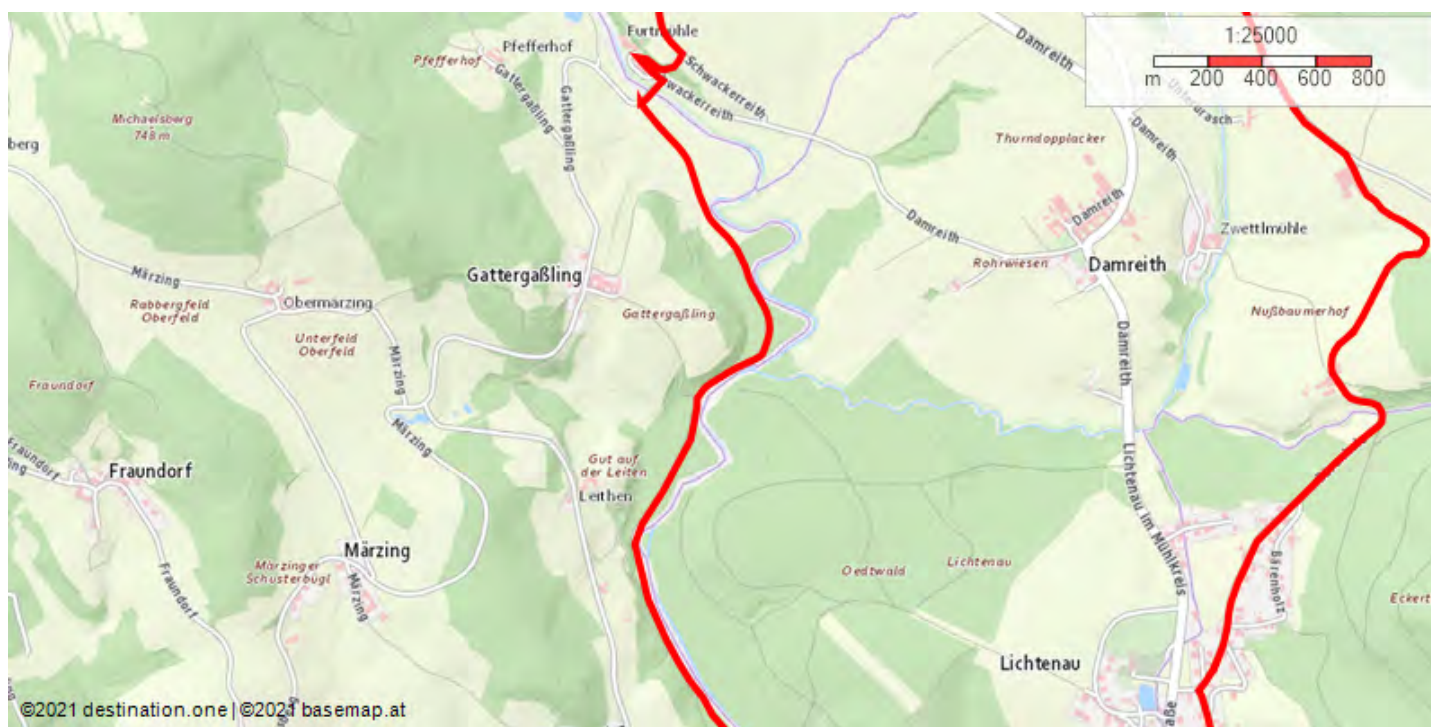 Furtmühle
Pfefferhof
Pfefferhof
Gattergaßling
Gattergaßling
Schwackerreith
Damreith
Damreith
1:25000
m 200 400 600 800
Michaelsberg
748 m
berg
Thurndopplacker
Damreith
Damreith
Damreith
Zwettlmühle
Rohrwiesen
Damreith
Märzing
Gattergaßling
Rabbergfeld
Oberfeld
Obermärzing
Gattergaßling
Nußbaumerhof
Unterfeld
Oberfeld
Märzing
Damreith
Fraundorf
Märzing
Fraundorf
Fraundorf
Gut auf
der Leiten
Leithen
Lichtenau im Mühlkreis
Märzing
Märzinger
Schusterbügl
Märzing
Fraundorf
Oedtwald
Lichtenau
Bärenholz
Eckert
Lichtenau
©2021 destination.one | ©2021 basemap.at